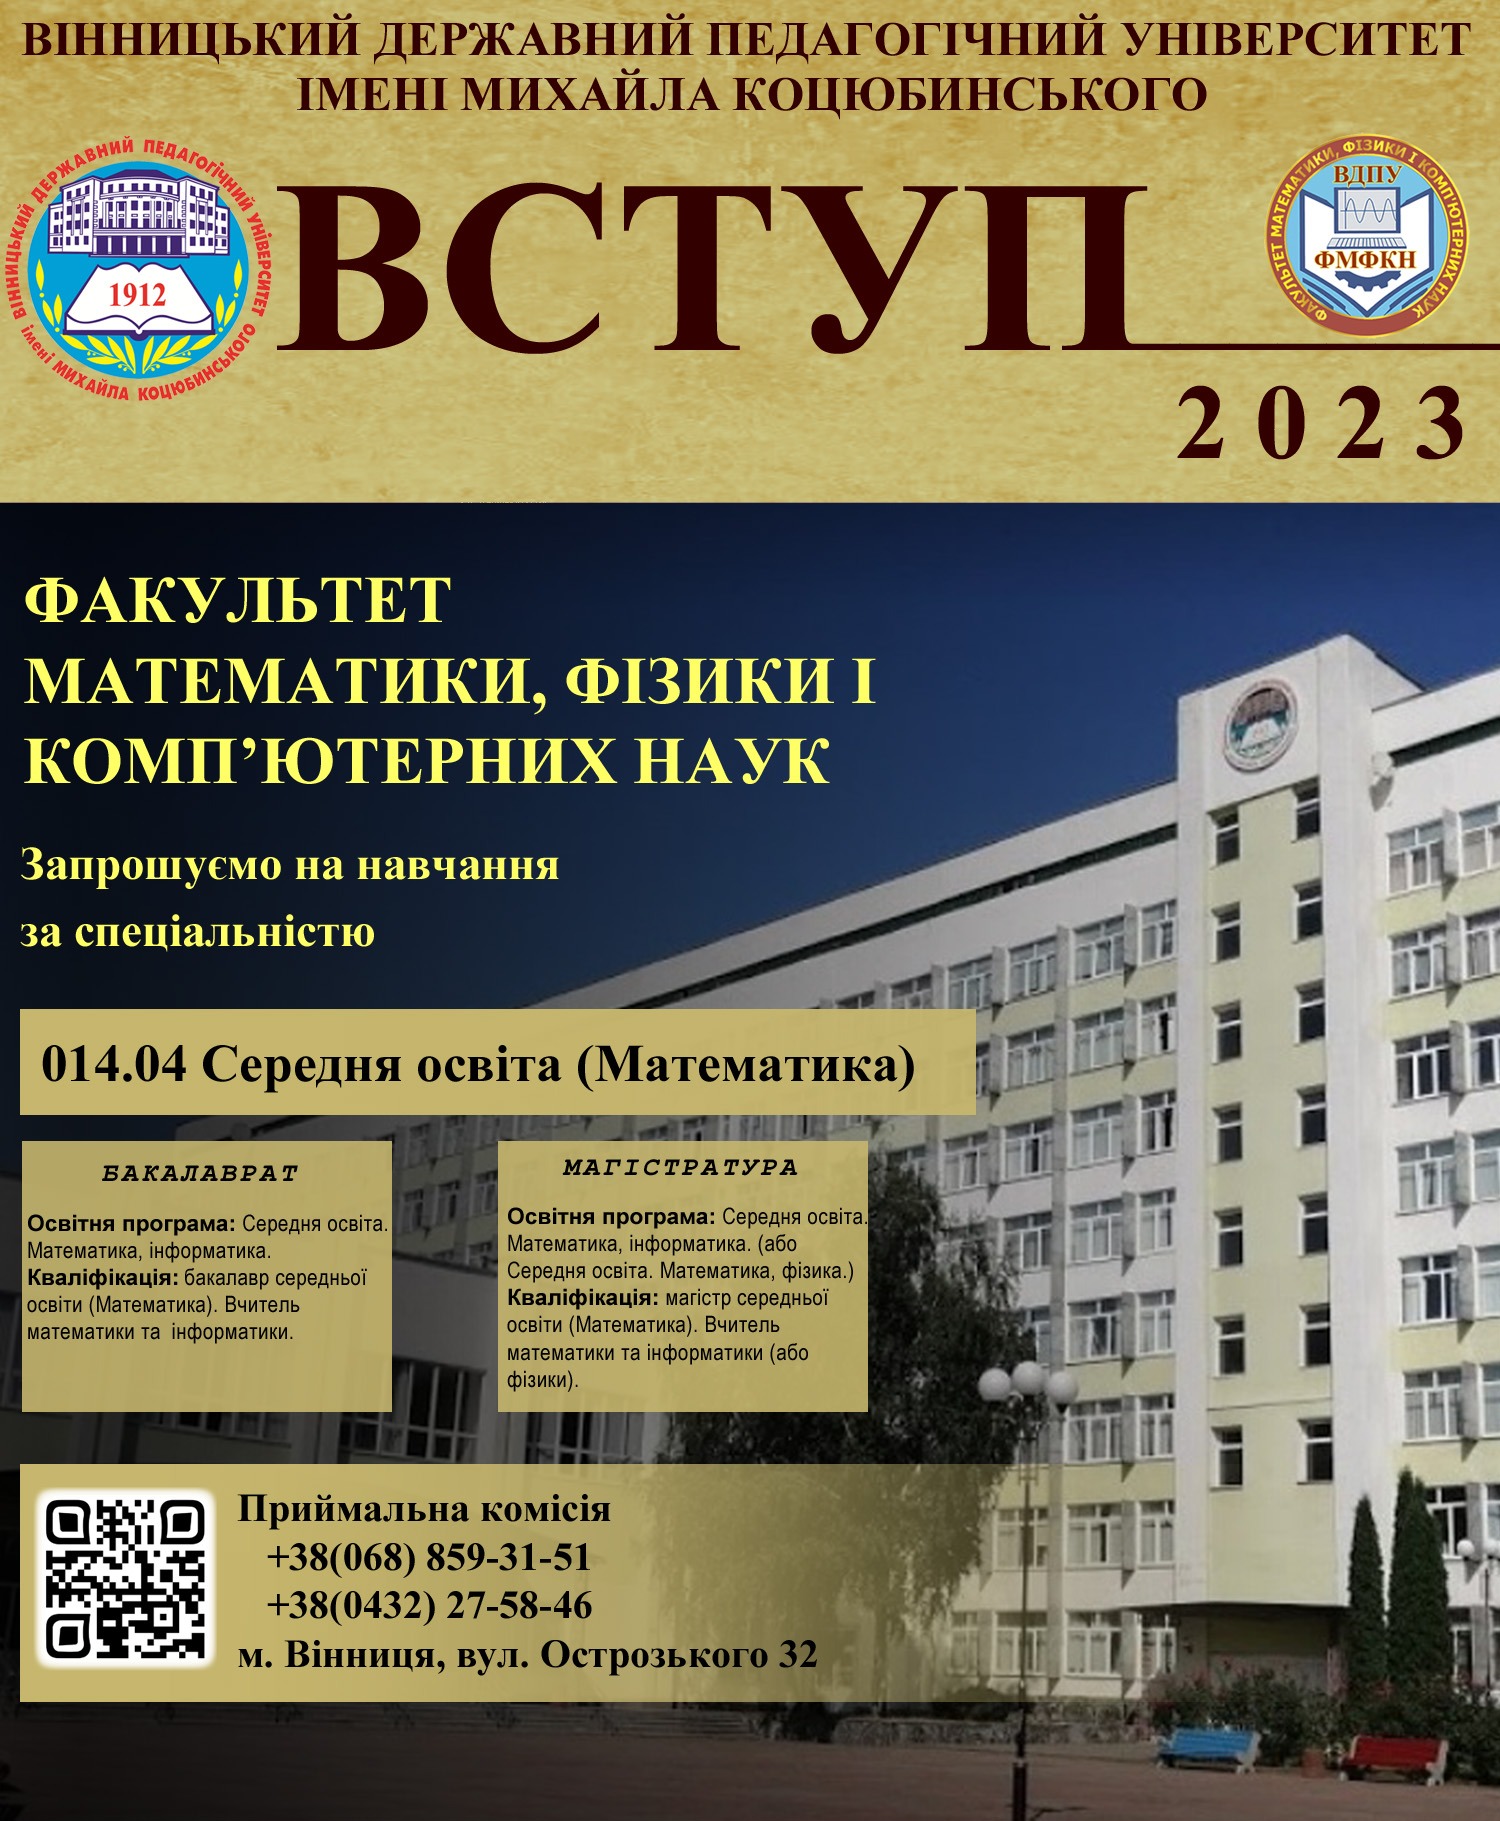 ВІННИЦЬКИЙ ДЕРЖАВНИЙ ПЕДАГОГІЧНИЙ УНІВЕРСИТЕТ
ІМЕНІ МИХАЙЛА КОЦЮБИНСЬКОГО
ВІННИЦЬКИЙ ДЕРЖАВНИЙ ПЕДАГОГІЧНИЙ УНІВЕРСИТЕТ
імені МИХАЙЛА КОЦЮБИНСЬКОГО
1912
ВСТУП
ФАКУЛЬТЕТ МАТЕМАТИКИ, ФІЗИКИ І КОМП'ЮТЕРНИХ НАУК
ВДПУ
ФМФКН
2023
ФАКУЛЬТЕТ
МАТЕМАТИКИ, ФІЗИКИ І
КОМП’ЮТЕРНИХ НАУК
Запрошуємо на навчання
за спеціальністю
014.04 Середня освіта (Математика)
БАКАЛАВРАТ
Освітня програма: Середня освіта.
Математика, інформатика.
Кваліфікація: бакалавр середньої
освіти (Математика). Вчитель
математики та інформатики.
МАГІСТРАТУРА
Освітня програма: Середня освіта.
Математика, інформатика. (або
Середня освіта. Математика, фізика.)
Кваліфікація: магістр середньої
освіти (Математика). Вчитель
математики та інформатики (або
фізики).
Приймальна комісія
+38(068) 859-31-51
+38(0432) 27-58-46
м. Вінниця, вул. Острозького 32